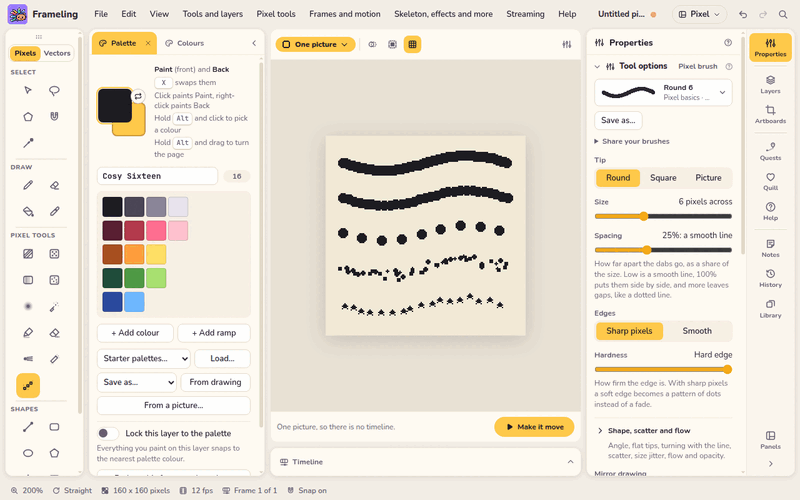 Frameling
File
Edit
View
Tools and layers
Pixel tools
Frames and motion
Skeleton, effects and more
Streaming
Help
Untitled pi...
Pixel
Pixels
Vectors
SELECT
DRAW
PIXEL TOOLS
SHAPES
Palette
Colours
Paint (front) and Back
X swaps them
Click paints Paint, right-
click paints Back
Hold Alt and click to pick
a colour
Hold Alt and drag to turn
the page
Cosy Sixteen
16
+ Add colour
+ Add ramp
Starter palettes...
Load...
Save as...
From drawing
From a picture...
Lock this layer to the palette
Everything you paint on this layer snaps to
the nearest palette colour.
One picture
One picture, so there is no timeline.
Make it move
Timeline
Properties
Tool options
Pixel brush
Round 6
Pixel basics · ...
Save as...
Share your brushes
Tip
Round
Square
Picture
Size
6 pixels across
Spacing
25%: a smooth line
How far apart the dabs go, as a share of
the size. Low is a smooth line, 100%
puts them side by side, and more leaves
gaps, like a dotted line.
Edges
Sharp pixels
Smooth
Hardness
Hard edge
How firm the edge is. With sharp pixels
a soft edge becomes a pattern of dots
instead of a fade.
Shape, scatter and flow
Angle, flat tips, turning with the line,
scatter, size jitter, flow and opacity.
Mirror drawing
Properties
Layers
Artboards
Quests
Quill
Help
Notes
History
Library
Panels
200%
Straight
160 x 160 pixels
12 fps
Frame 1 of 1
Snap on